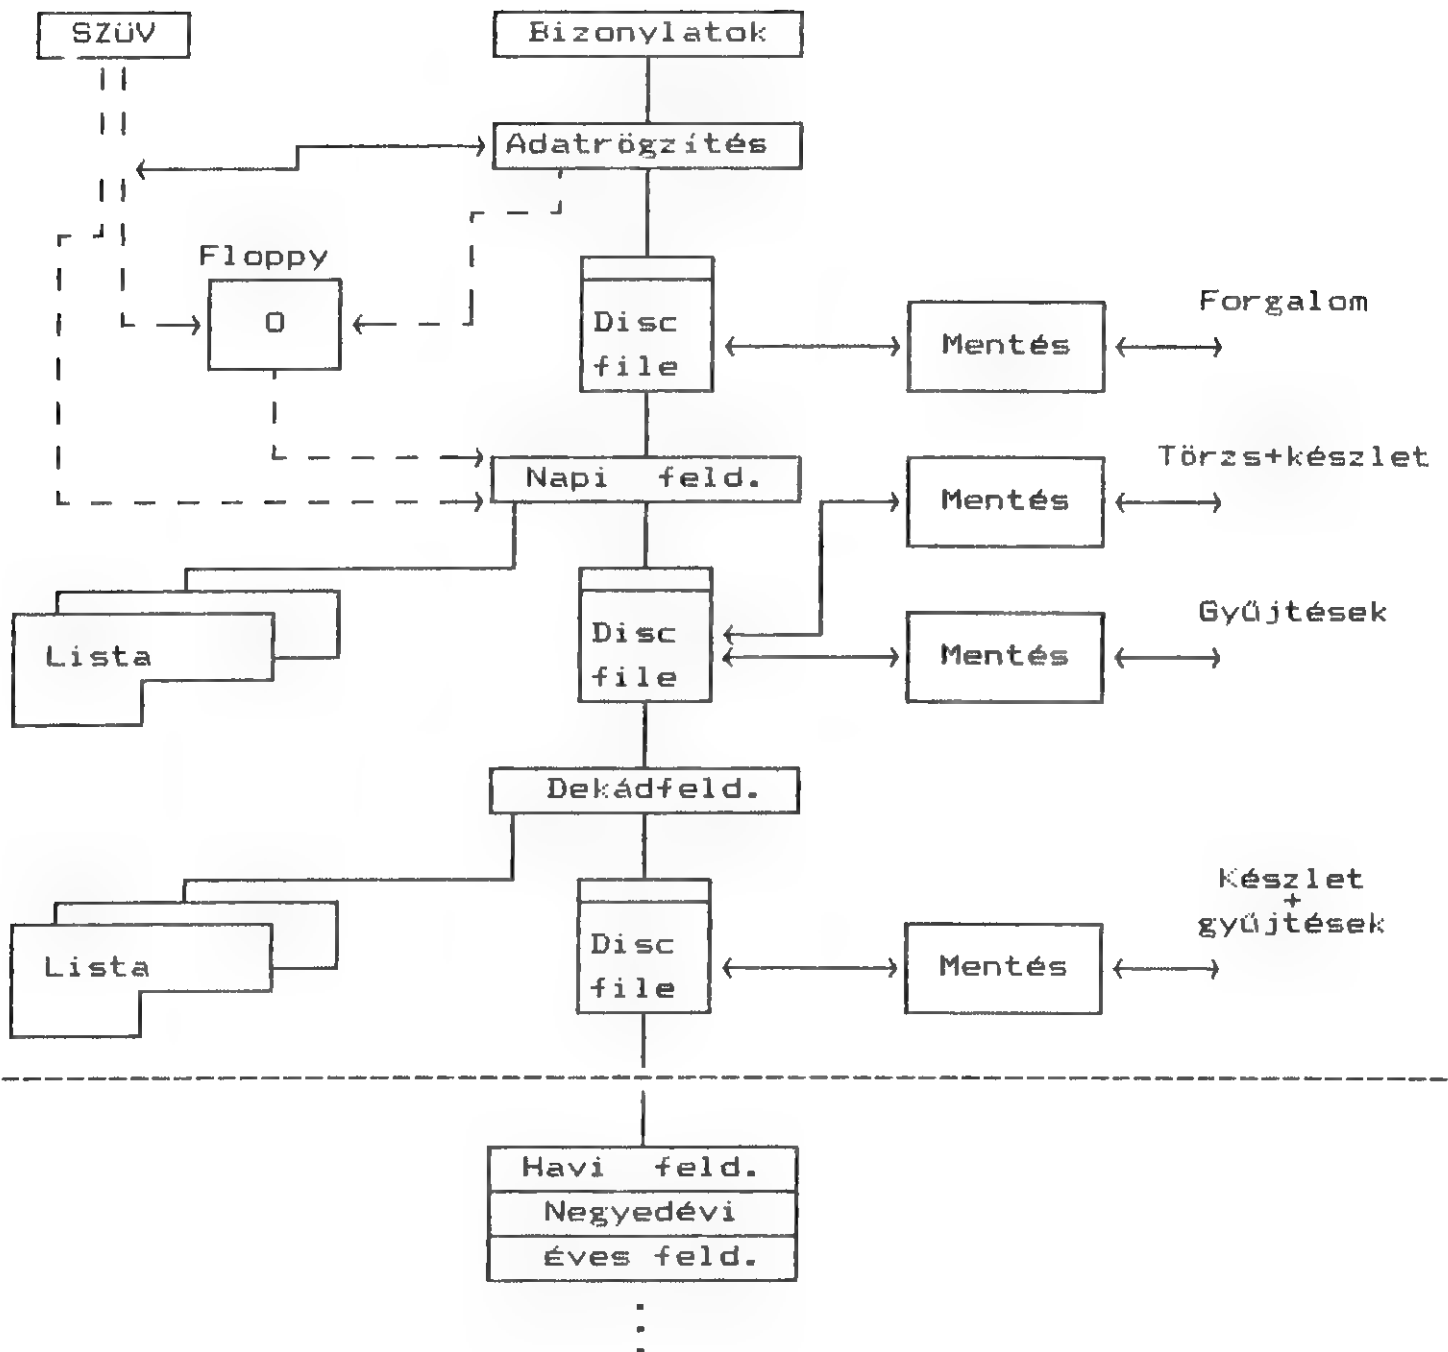 SZÜV
Bizonylatok
Adatrögzítés
Floppy
O
Disc
file
Mentés
Forgalom
Napi feld.
Mentés
Törzs+készlet
Lista
Disc
file
Mentés
Gyűjtések
Dekádfeld.
Lista
Disc
file
Mentés
Készlet
+
gyűjtések
Havi feld.
Negyedévi
Éves feld.